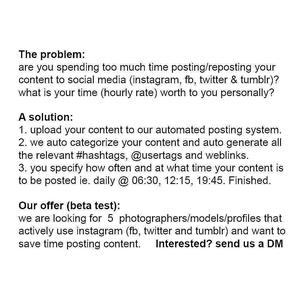 The problem:
are you spending too much time posting/reposting your
content to social media (instagram, fb, twitter & tumblr)?
what is your time (hourly rate) worth to you personally?
A solution:
1. upload your content to our automated posting system.
2. we auto categorize your content and auto generate all
the relevant #hashtags, @usertags and weblinks.
3. you specify how often and at what time your content is
to be posted ie. daily @ 06:30, 12:15, 19:45. Finished.
Our offer (beta test):
we are looking for 5 photographers/models/profiles that
actively use instagram (fb, twitter and tumblr) and want to
save time posting content. Interested? send us a DM